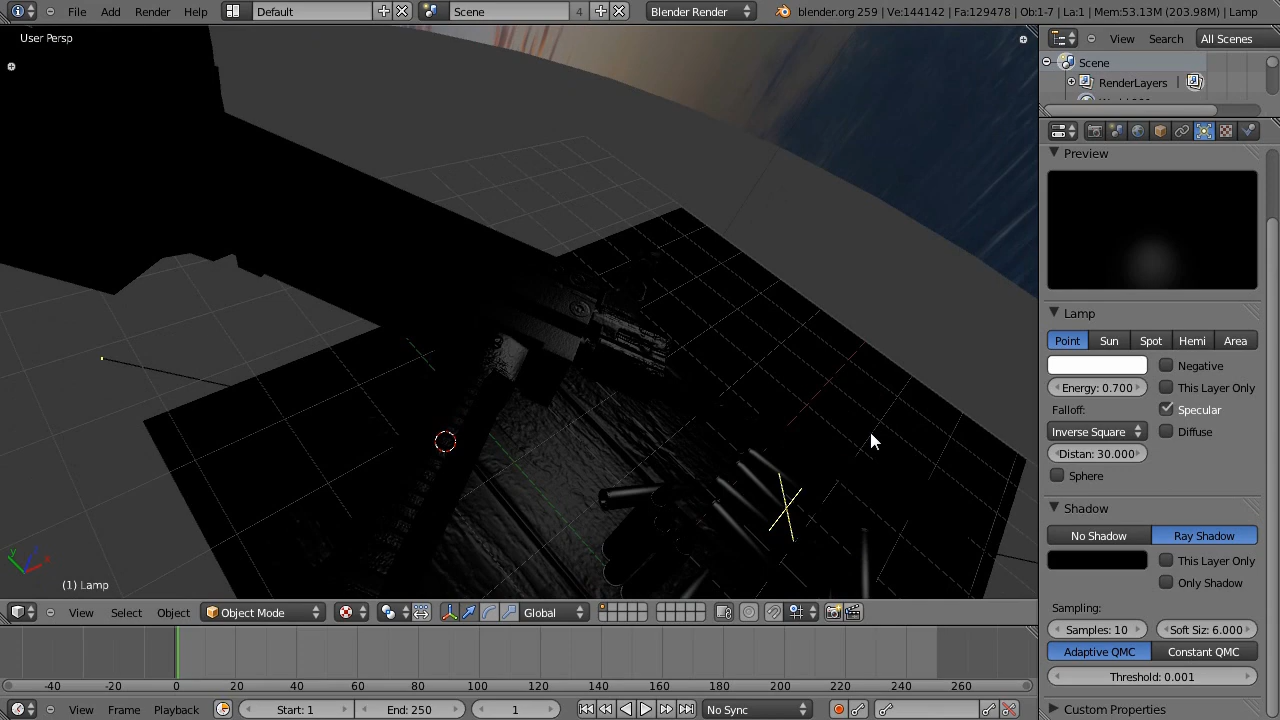 File Add Render Help Default Scene 4 Blender Render blender.org 259 | Ve:144142 | Fa:129478 | Ob:1-7 | La:1 | Mem:53.13M (203.98M) | Lamp
User Persp
View Search All Scenes
Scene
RenderLayers
Preview
Lamp
Point Sun Spot Hemi Area
Negative
Energy: 0.700 This Layer Only
Falloff: Specular
Inverse Square Diffuse
Distan: 30.000
Sphere
Shadow
No Shadow Ray Shadow
This Layer Only
Only Shadow
Sampling:
Samples: 10 Soft Siz: 6.000
Adaptive QMC Constant QMC
Threshold: 0.001
Custom Properties
y x
(1) Lamp
View Select Object Object Mode Global
-40 -20 0 20 40 60 80 100 120 140 160 180 200 220 240 260
View Frame Playback Start: 1 End: 250 1 No Sync